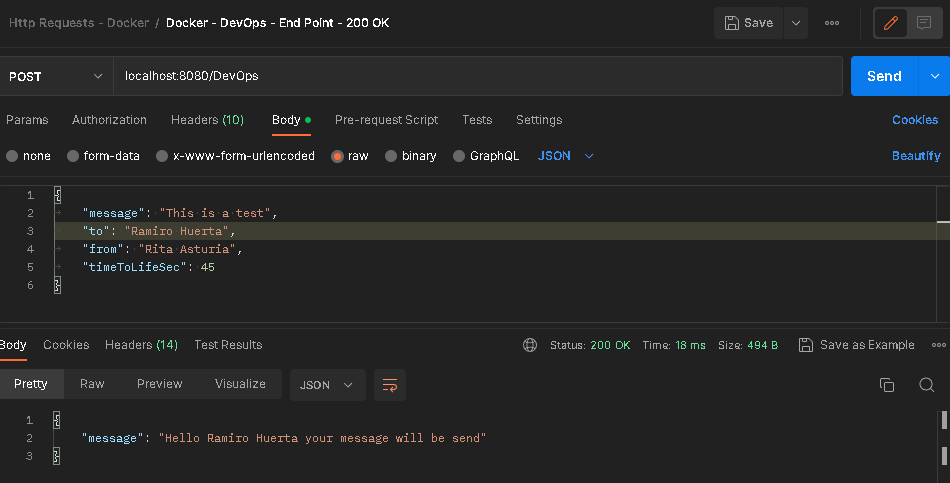 Http Requests - Docker / Docker - DevOps - End Point - 200 OK Save
POST localhost:8080/DevOps Send
Params Authorization Headers (10) Body Pre-request Script Tests Settings Cookies
none form-data x-www-form-urlencoded raw binary GraphQL JSON Beautify
1 {
2 "message": "This is a test",
3 "to": "Ramiro Huerta",
4 "from": "Rita Asturia",
5 "timeToLifeSec": 45
6 }
Body Cookies Headers (14) Test Results Status: 200 OK Time: 18 ms Size: 494 B Save as Example
Pretty Raw Preview Visualize JSON
1 {
2 "message": "Hello Ramiro Huerta your message will be send"
3 }